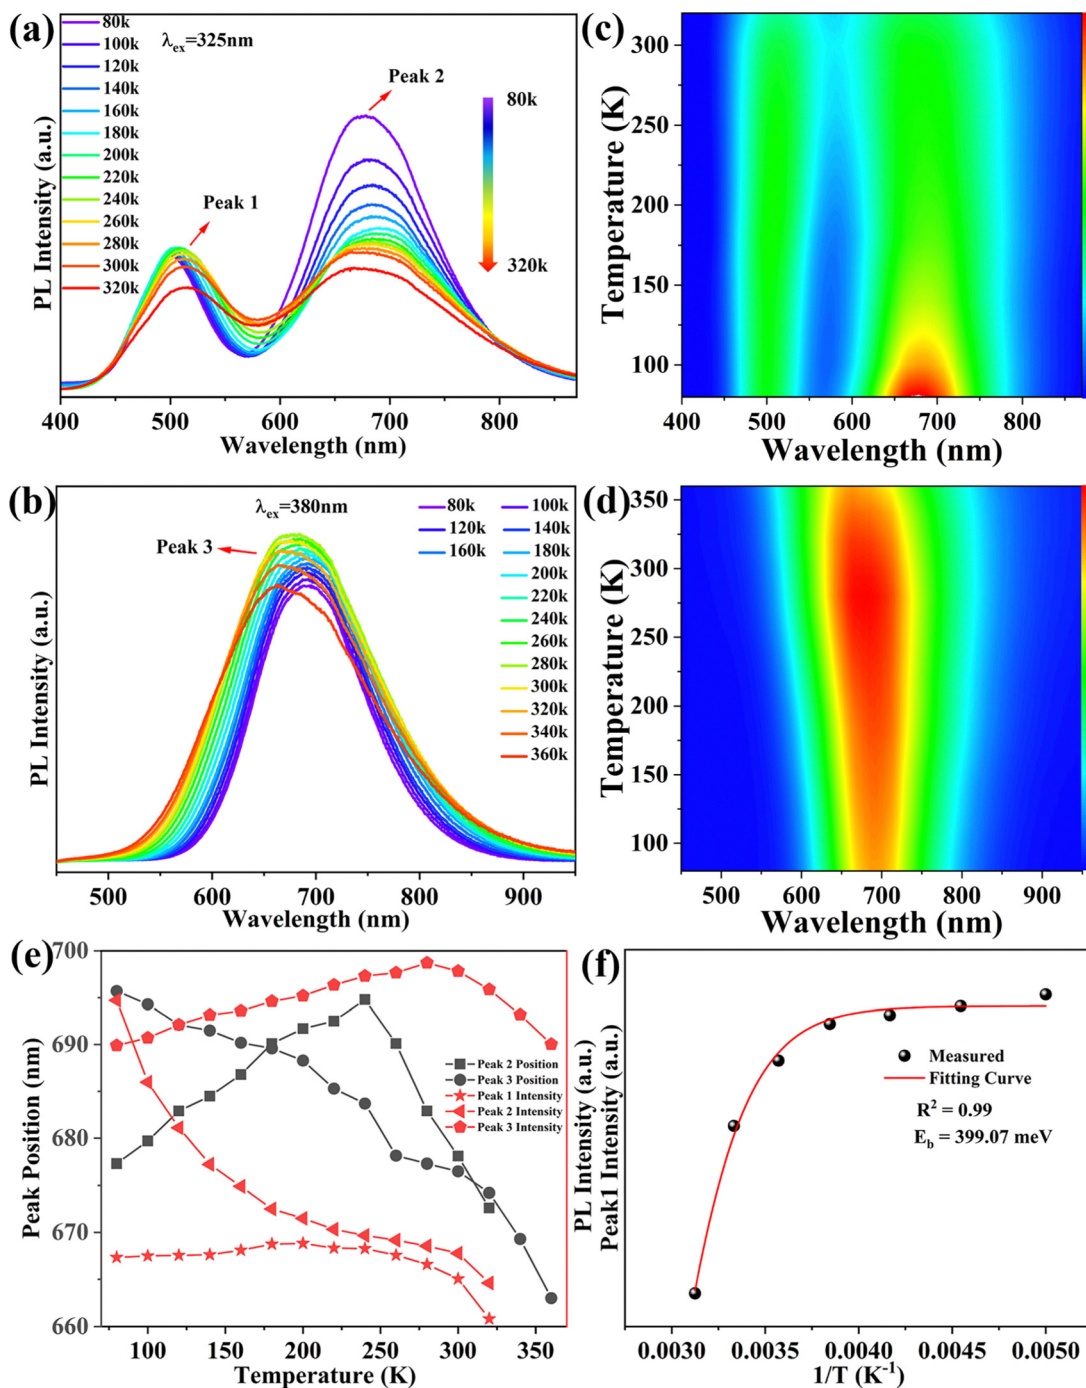 (a)
80k
100k
120k
140k
160k
180k
200k
220k
240k
260k
280k
300k
320k
λex=325nm
Peak 1
Peak 2
80k
320k
PL Intensity (a.u.)
400 500 600 700 800
Wavelength (nm)
(c)
Temperature (K)
300
200
100
400 500 600 700 800
Wavelength (nm)
(b)
λex=380nm
Peak 3
80k 100k
120k 140k
160k 180k
200k
220k
240k
260k
280k
300k
320k
340k
360k
PL Intensity (a.u.)
500 600 700 800 900
Wavelength (nm)
(d)
Temperature (K)
350
300
250
200
150
100
500 600 700 800 900
Wavelength (nm)
(e)
Peak Position (nm)
700
690
680
670
660
Peak 2 Position
Peak 3 Position
Peak 1 Intensity
Peak 2 Intensity
Peak 3 Intensity
100 150 200 250 300 350
Temperature (K)
PL Intensity (a.u.)
(f)
Peak1 Intensity (a.u.)
Measured
Fitting Curve
R² = 0.99
Eb = 399.07 meV
0.0030 0.0035 0.0040 0.0045 0.0050
1/T (K⁻¹)